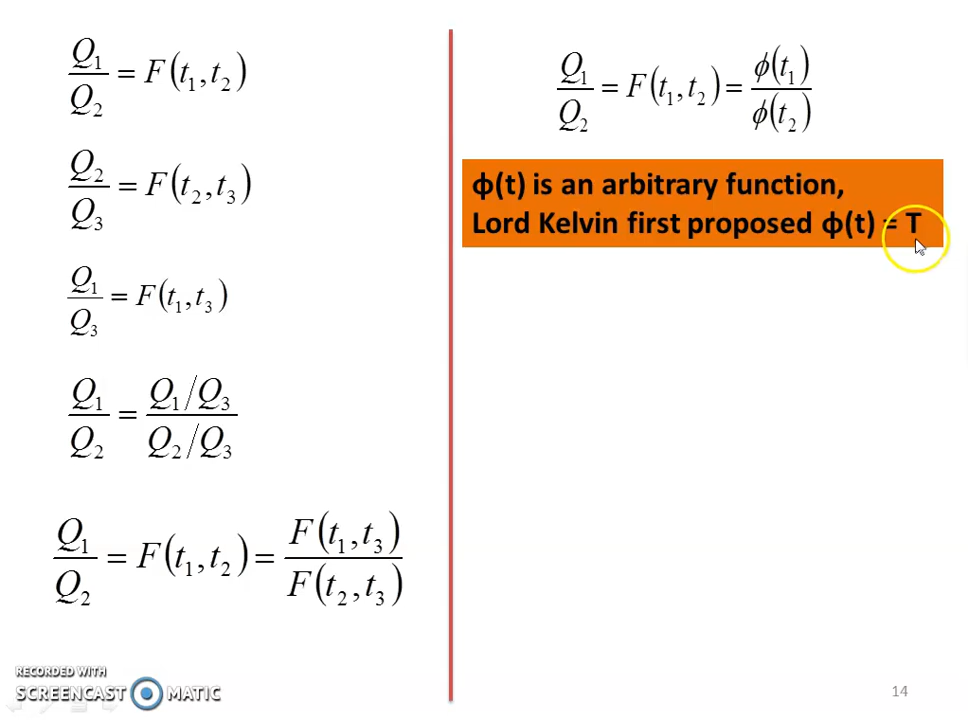 Q₁/Q₂ = F(t₁, t₂)
Q₂/Q₃ = F(t₂, t₃)
Q₁/Q₃ = F(t₁, t₃)
Q₁/Q₂ = (Q₁/Q₃)/(Q₂/Q₃)
Q₁/Q₂ = F(t₁, t₂) = F(t₁, t₃)/F(t₂, t₃)
Q₁/Q₂ = F(t₁, t₂) = ϕ(t₁)/ϕ(t₂)
ϕ(t) is an arbitrary function,
Lord Kelvin first proposed ϕ(t) = T
RECORDED WITH
SCREENCAST MATIC
14